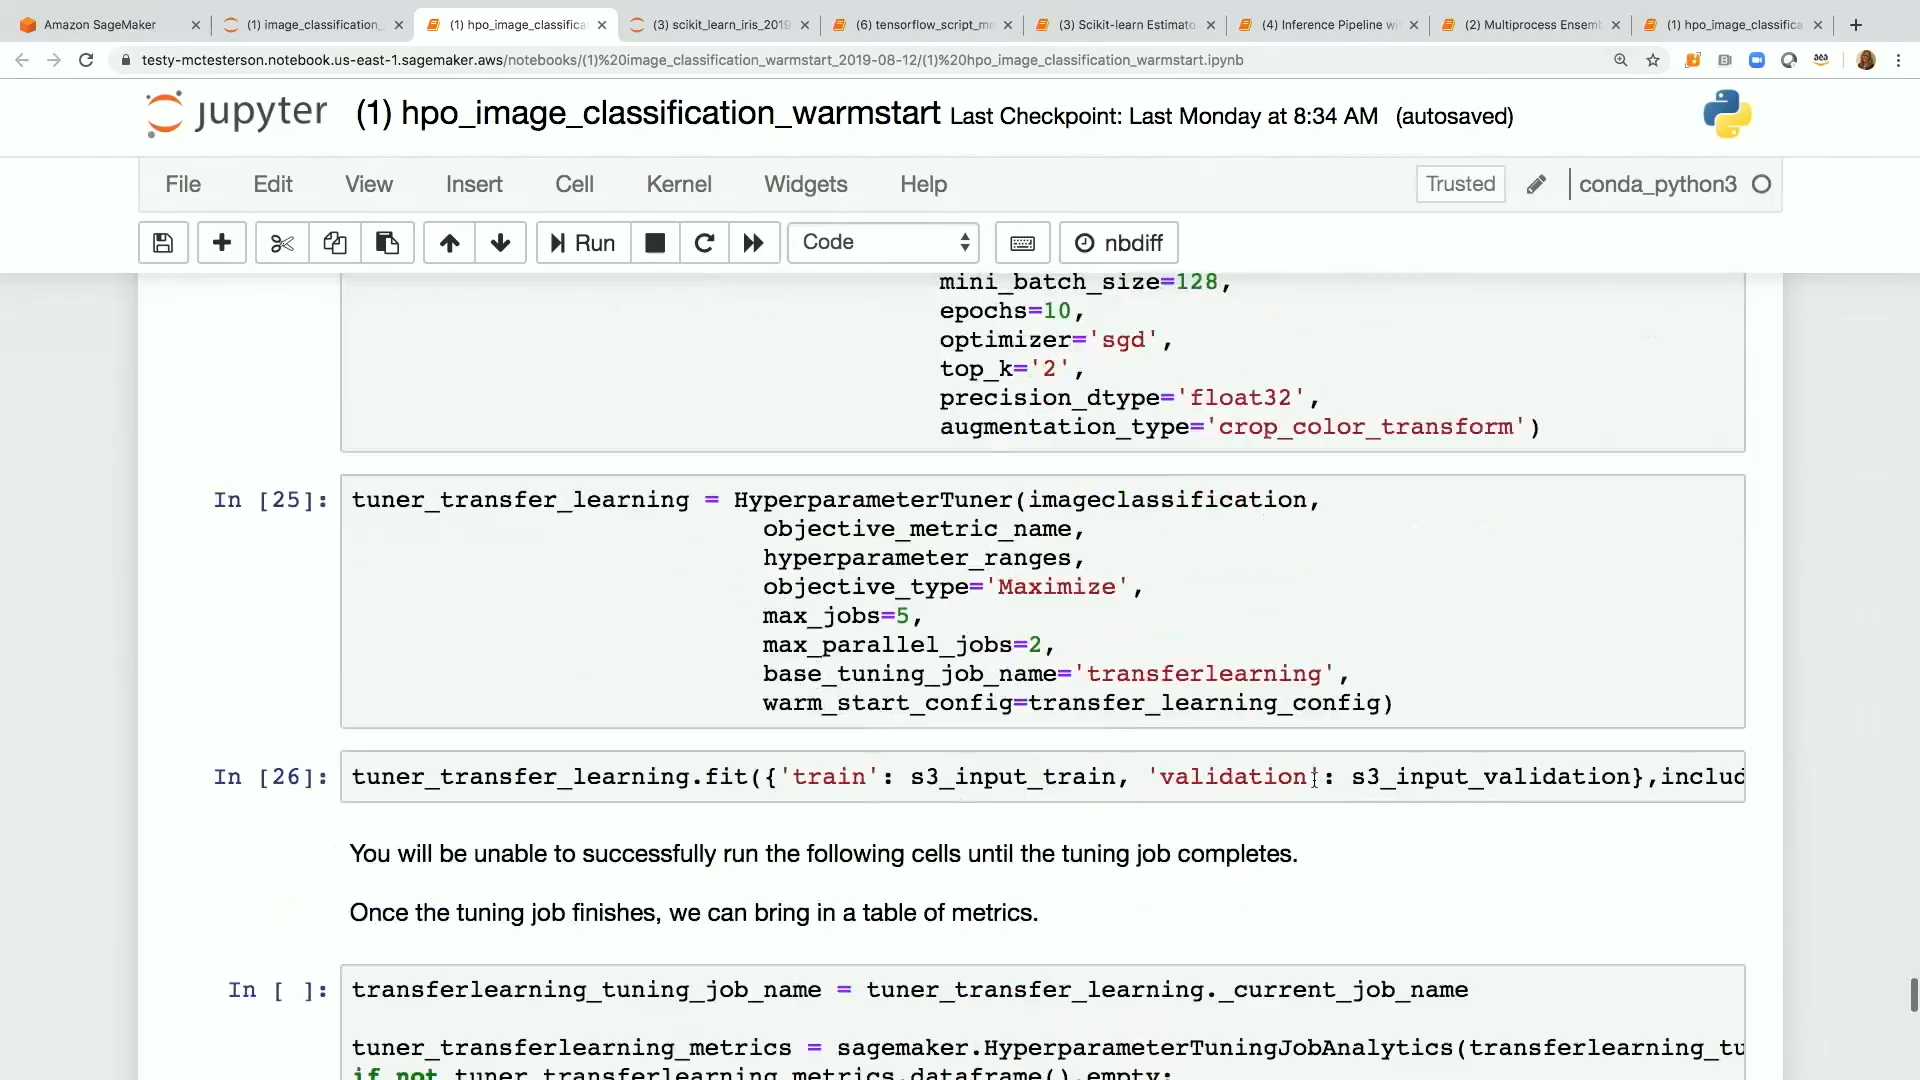 Amazon SageMaker
(1) image_classification_
(1) hpo_image_classifica
(3) scikit_learn_iris_2019
(6) tensorflow_script_m
(3) Scikit-learn Estimato
(4) Inference Pipeline wi
(2) Multiprocess Ensem
(1) hpo_image_classifica
testy-mctesterson.notebook.us-east-1.sagemaker.aws/notebooks/(1)%20image_classification_warmstart_2019-08-12/(1)%20hpo_image_classification_warmstart.ipynb
jupyter (1) hpo_image_classification_warmstart Last Checkpoint: Last Monday at 8:34 AM (autosaved)
File Edit View Insert Cell Kernel Widgets Help Trusted conda_python3
Run Code nbdiff
mini_batch_size=128,
epochs=10,
optimizer='sgd',
top_k='2',
precision_dtype='float32',
augmentation_type='crop_color_transform')
In [25]: tuner_transfer_learning = HyperparameterTuner(imageclassification,
objective_metric_name,
hyperparameter_ranges,
objective_type='Maximize',
max_jobs=5,
max_parallel_jobs=2,
base_tuning_job_name='transferlearning',
warm_start_config=transfer_learning_config)
In [26]: tuner_transfer_learning.fit({'train': s3_input_train, 'validation': s3_input_validation},includ
You will be unable to successfully run the following cells until the tuning job completes.
Once the tuning job finishes, we can bring in a table of metrics.
In [ ]: transferlearning_tuning_job_name = tuner_transfer_learning._current_job_name
tuner_transferlearning_metrics = sagemaker.HyperparameterTuningJobAnalytics(transferlearning_tu
if not tuner_transferlearning_metrics.dataframe().empty: